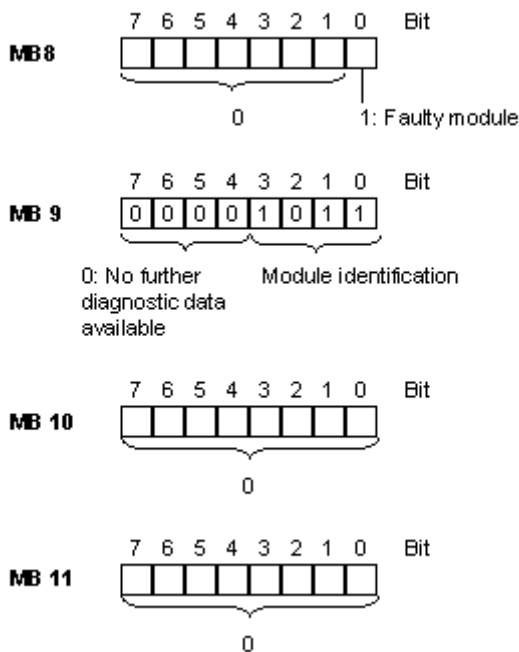 7 6 5 4 3 2 1 0 Bit
MB8
0
1: Faulty module
7 6 5 4 3 2 1 0 Bit
MB 9 0 0 0 0 1 0 1 1
0: No further Module identification
diagnostic data
available
7 6 5 4 3 2 1 0 Bit
MB 10
0
7 6 5 4 3 2 1 0 Bit
MB 11
0